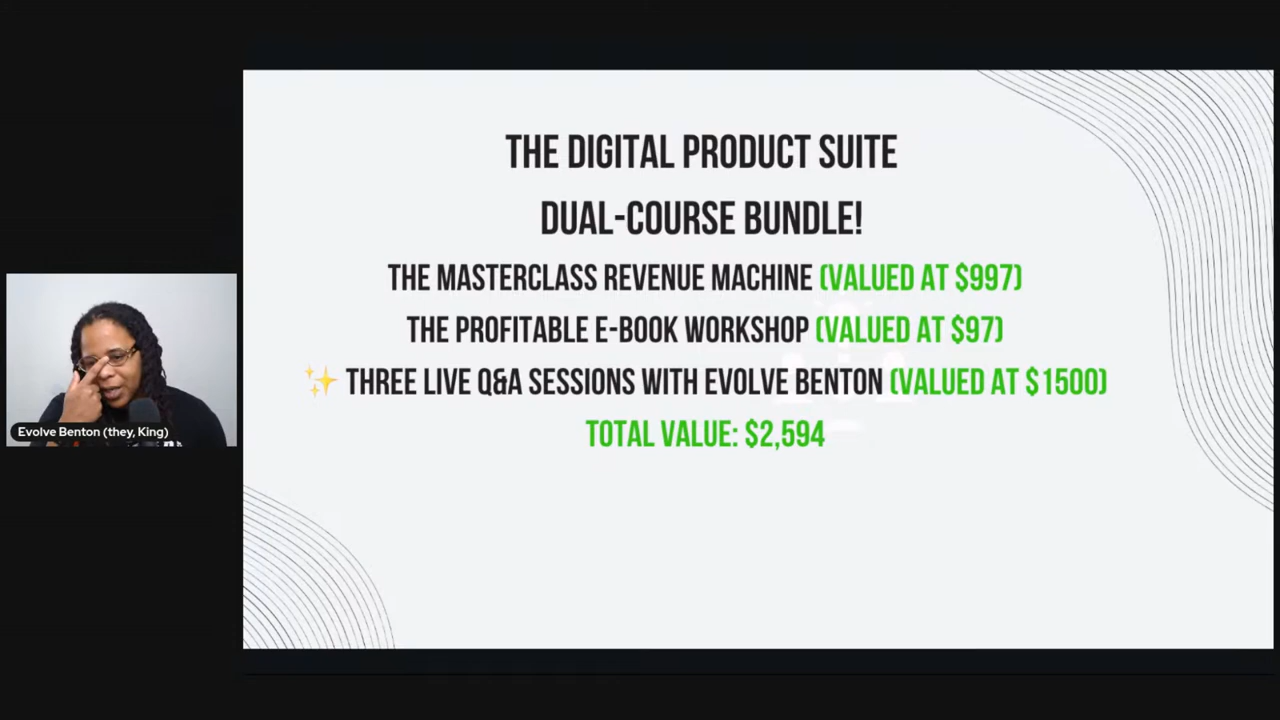 THE DIGITAL PRODUCT SUITE
DUAL-COURSE BUNDLE!
THE MASTERCLASS REVENUE MACHINE (VALUED AT $997)
THE PROFITABLE E-BOOK WORKSHOP (VALUED AT $97)
✨ THREE LIVE Q&A SESSIONS WITH EVOLVE BENTON (VALUED AT $1500)
TOTAL VALUE: $2,594
Evolve Benton (they, King)